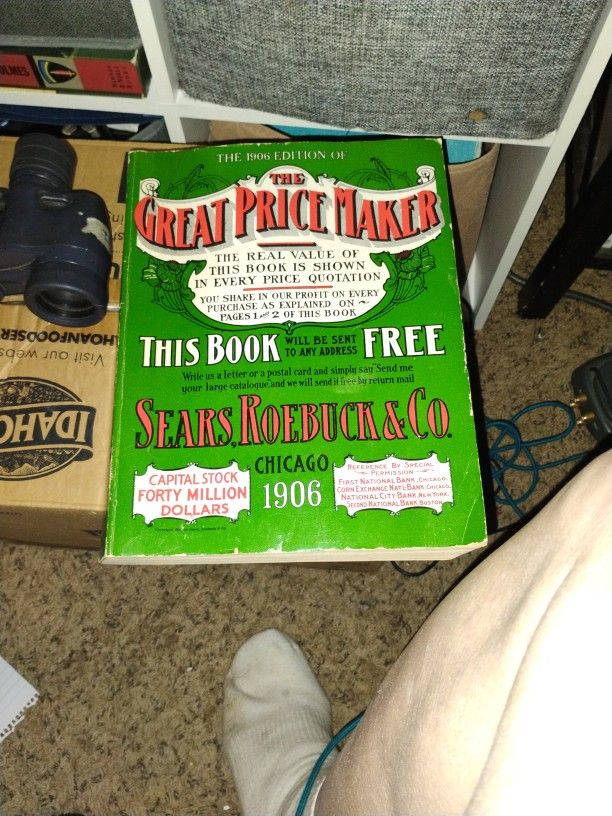 OLMES
THE 1906 EDITION OF
THE
GREAT PRICE MAKER
THE REAL VALUE OF
THIS BOOK IS SHOWN
IN EVERY PRICE QUOTATION
YOU SHARE IN OUR PROFIT ON EVERY
PURCHASE AS EXPLAINED ON
PAGES 1 AND 2 OF THIS BOOK
THIS BOOK WILL BE SENT TO ANY ADDRESS FREE
Write us a letter or a postal card and simply say "Send me
your large catalogue", and we will send it free by return mail
SEARS, ROEBUCK & CO.
CHICAGO
1906
CAPITAL STOCK
FORTY MILLION
DOLLARS
REFERENCE BY SPECIAL
PERMISSION
FIRST NATIONAL BANK, CHICAGO.
CORN EXCHANGE NAT'L BANK, CHICAGO.
NATIONAL CITY BANK, NEW YORK.
SECOND NATIONAL BANK, BOSTON.
IDAHO
Visit our webs
AHOANFOODSER